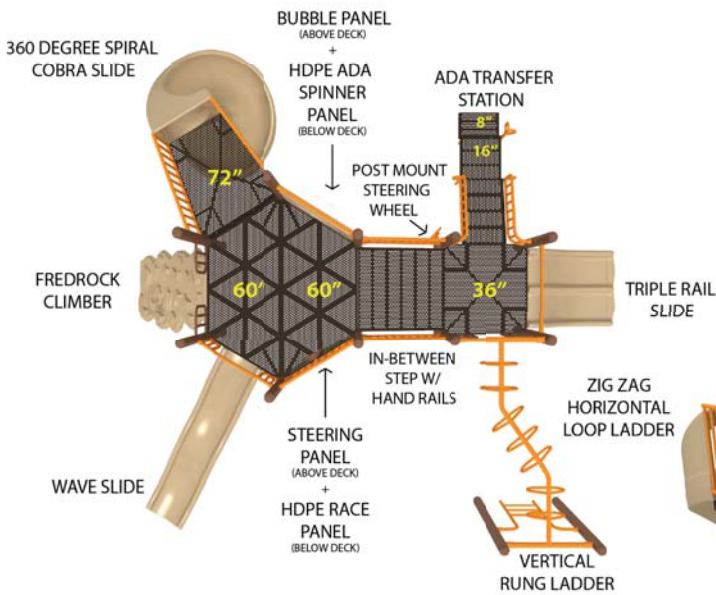 360 DEGREE SPIRAL
COBRA SLIDE
BUBBLE PANEL
(ABOVE DECK)
+
HDPE ADA
SPINNER
PANEL
(BELOW DECK)
ADA TRANSFER
STATION
8"
16"
POST MOUNT
STEERING
WHEEL
72"
FREDROCK
CLIMBER
60'
60"
36"
TRIPLE RAIL
SLIDE
IN-BETWEEN
STEP W/
HAND RAILS
ZIG ZAG
HORIZONTAL
LOOP LADDER
WAVE SLIDE
STEERING
PANEL
(ABOVE DECK)
+
HDPE RACE
PANEL
(BELOW DECK)
VERTICAL
RUNG LADDER